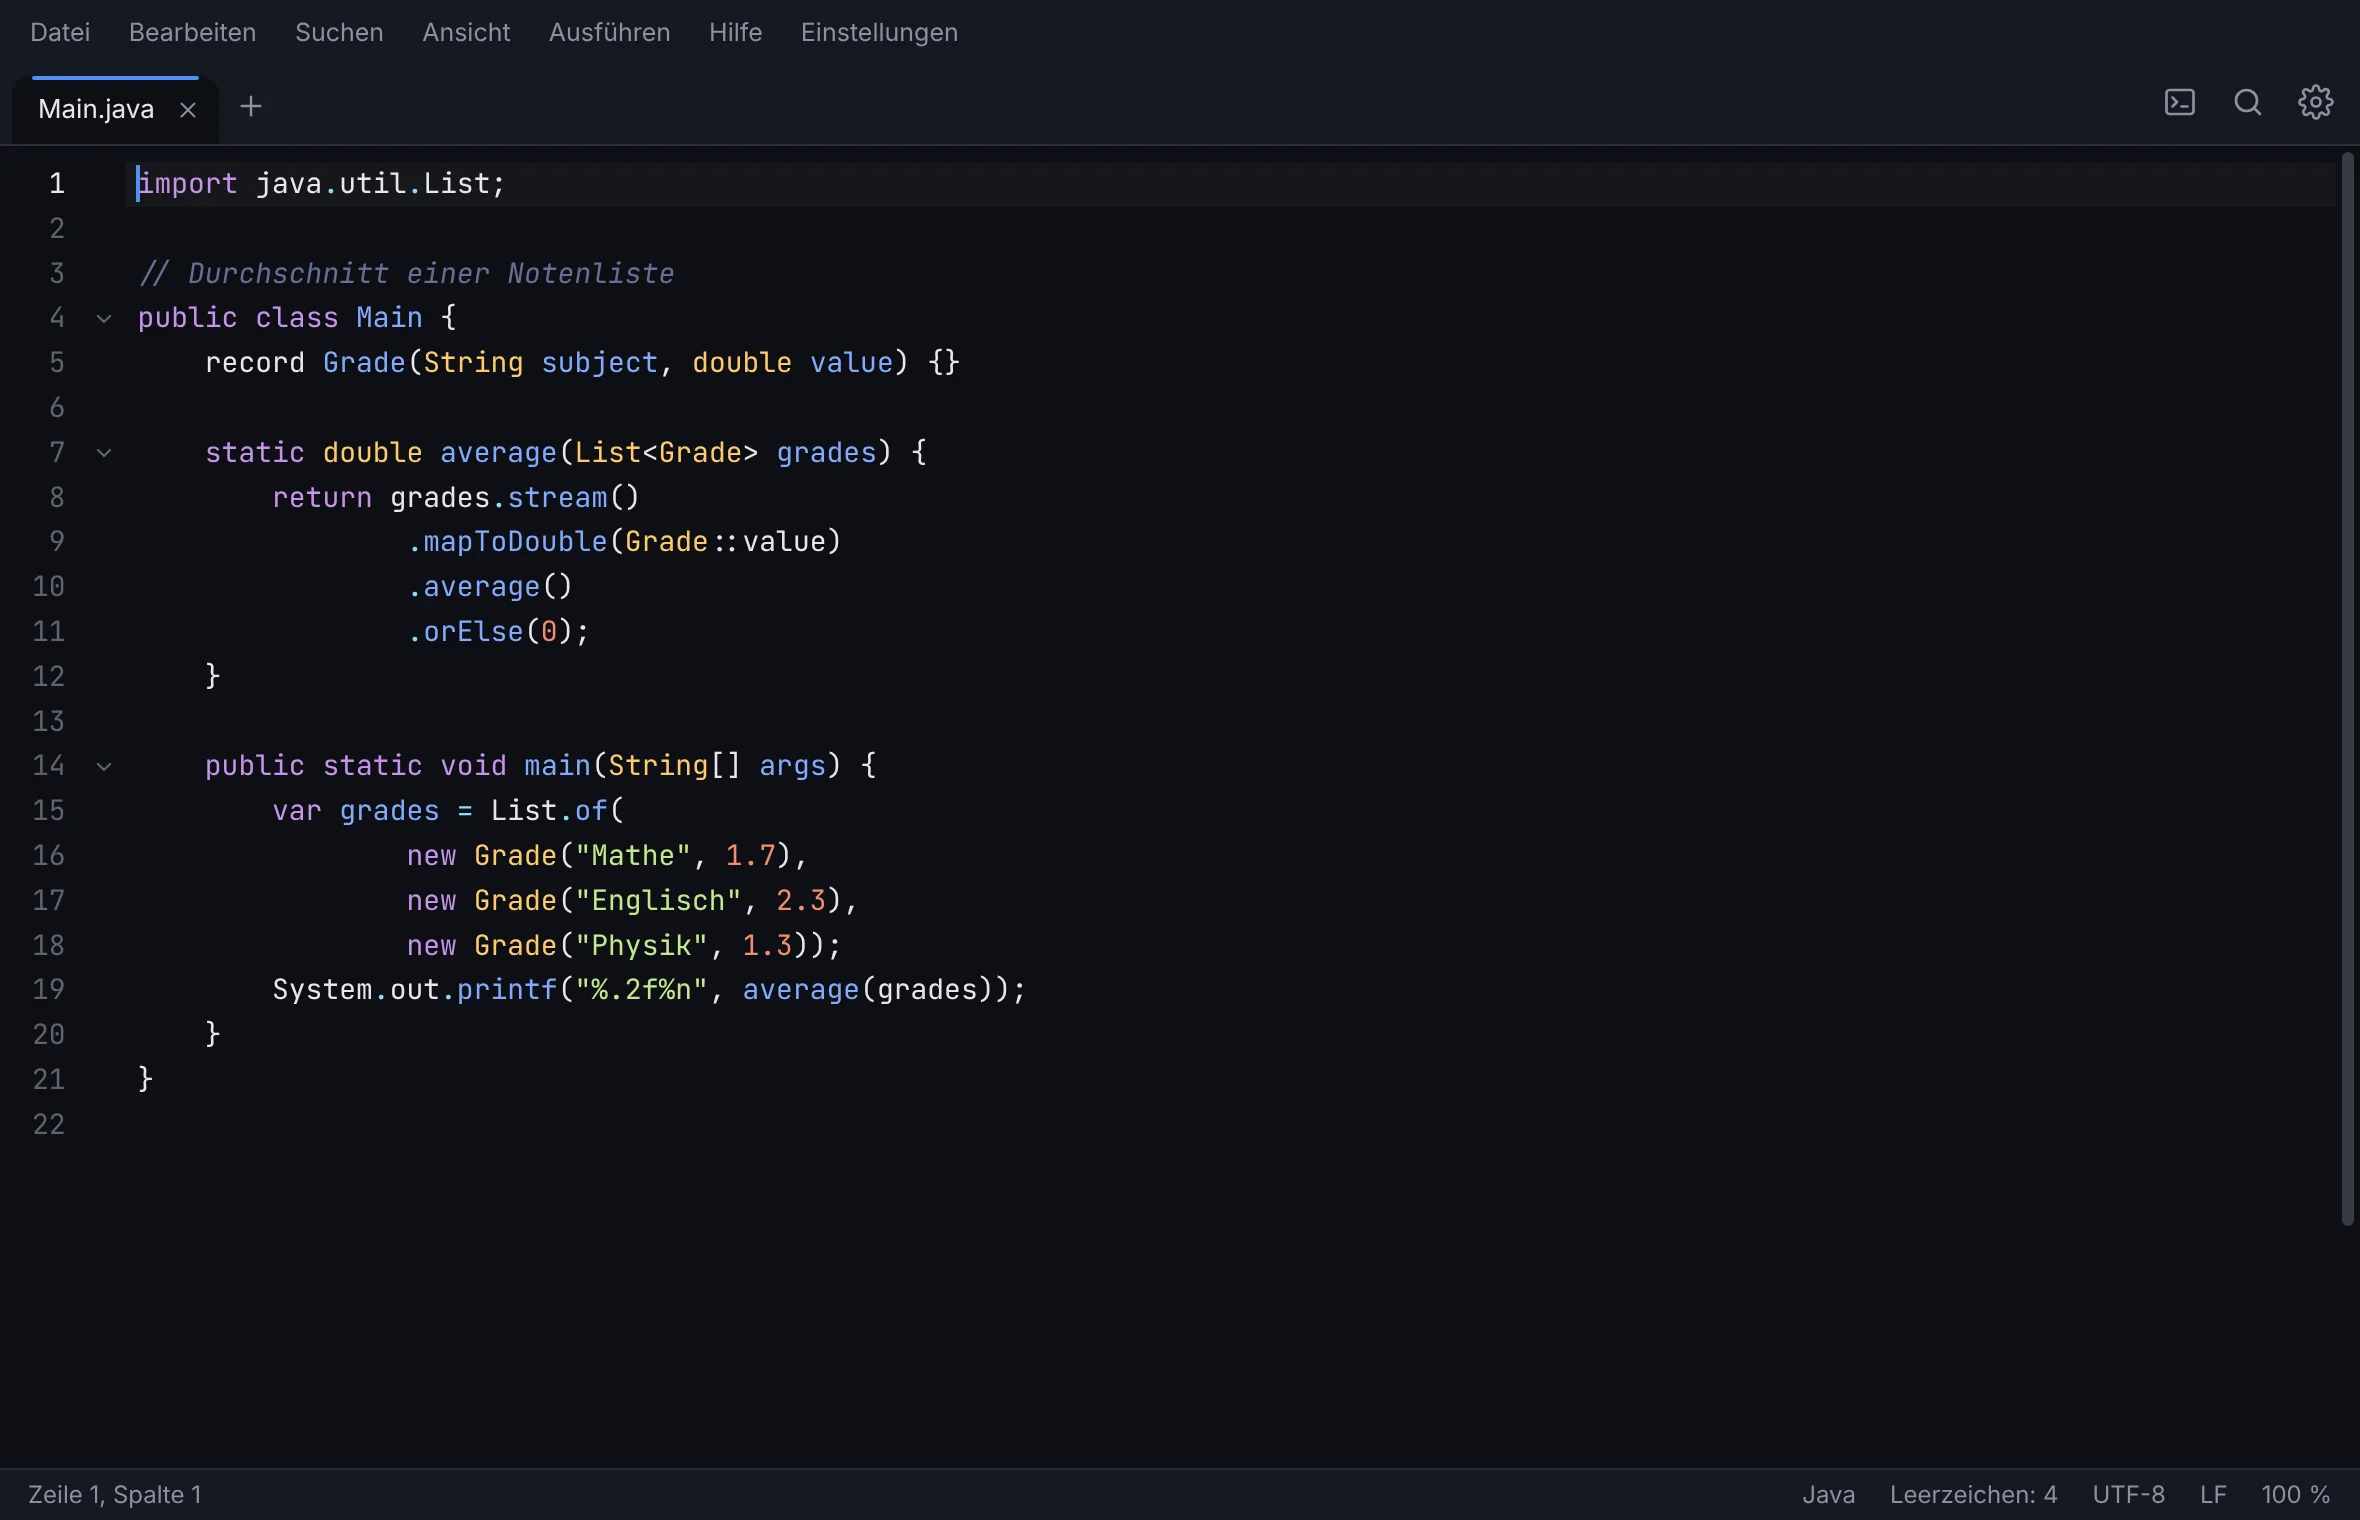 Datei Bearbeiten Suchen Ansicht Ausführen Hilfe Einstellungen
Main.java
1 import java.util.List;
2
3 // Durchschnitt einer Notenliste
4 public class Main {
5     record Grade(String subject, double value) {}
6
7     static double average(List<Grade> grades) {
8         return grades.stream()
9                 .mapToDouble(Grade::value)
10                 .average()
11                 .orElse(0);
12     }
13
14     public static void main(String[] args) {
15         var grades = List.of(
16                 new Grade("Mathe", 1.7),
17                 new Grade("Englisch", 2.3),
18                 new Grade("Physik", 1.3));
19         System.out.printf("%.2f%n", average(grades));
20     }
21 }
22
Zeile 1, Spalte 1 Java Leerzeichen: 4 UTF-8 LF 100 %